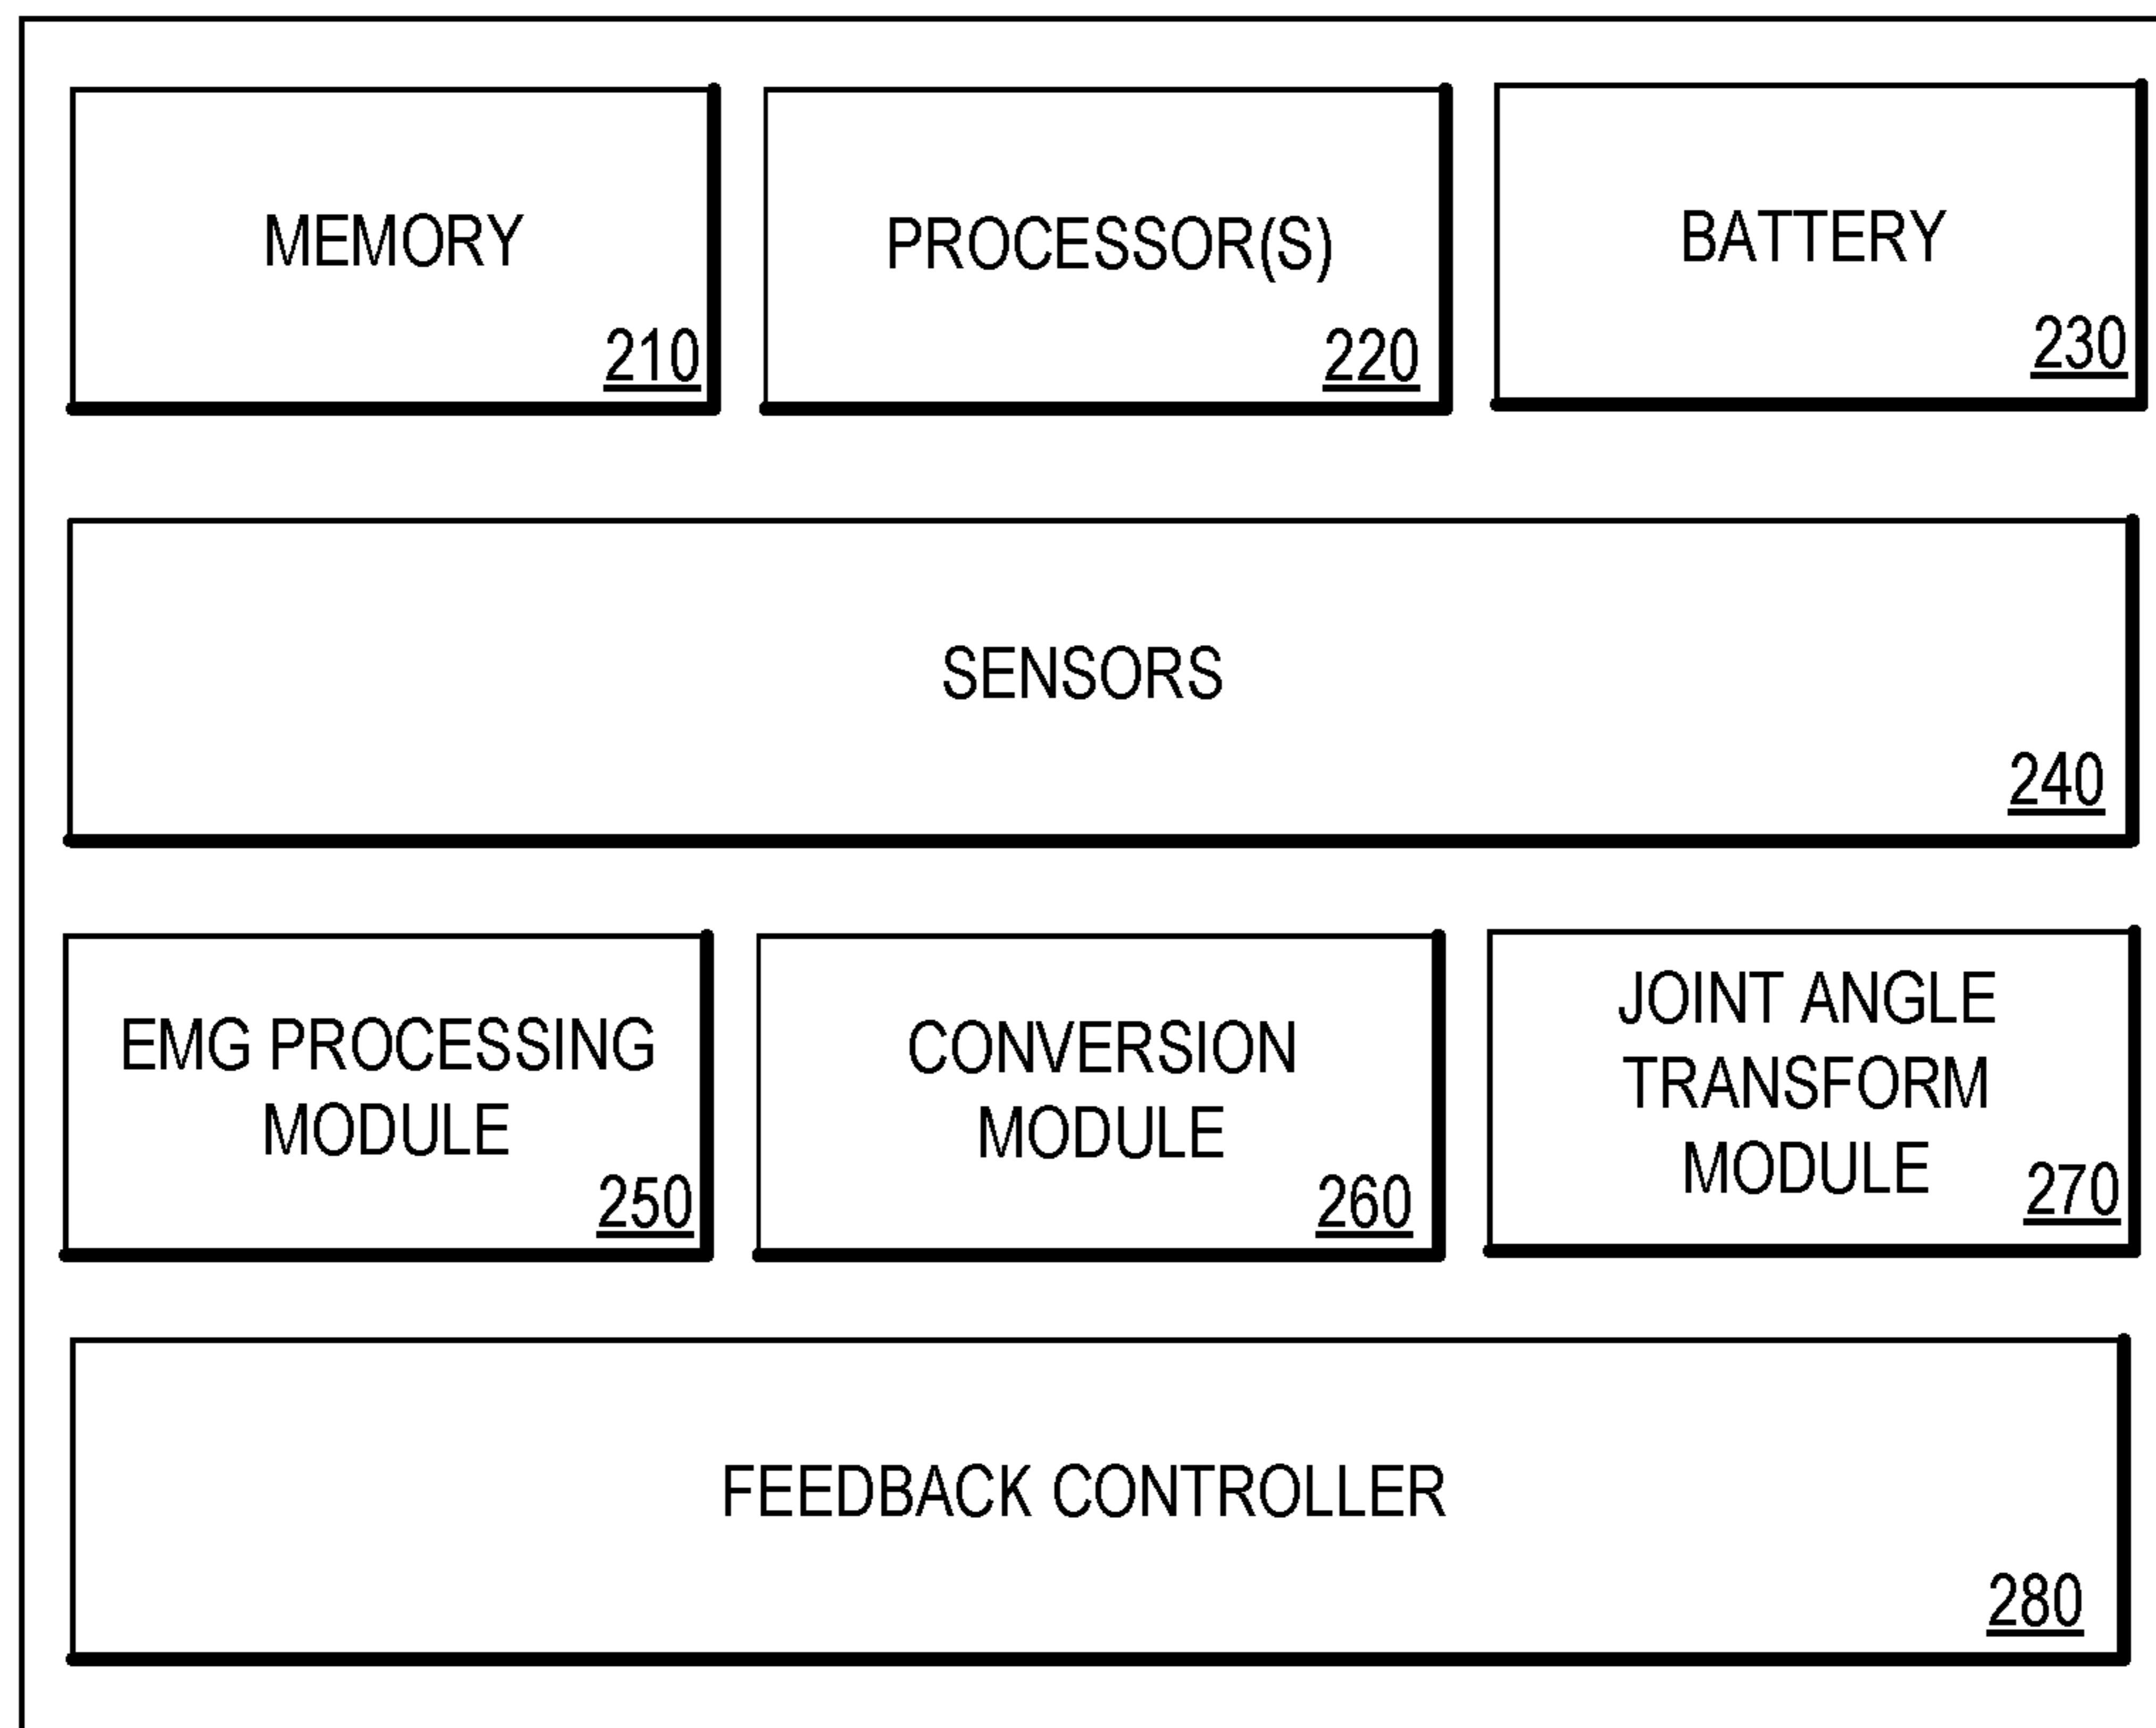 MEMORY
210
PROCESSOR(S)
220
BATTERY
230
SENSORS
240
EMG PROCESSING
MODULE
250
CONVERSION
MODULE
260
JOINT ANGLE
TRANSFORM
MODULE
270
FEEDBACK CONTROLLER
280